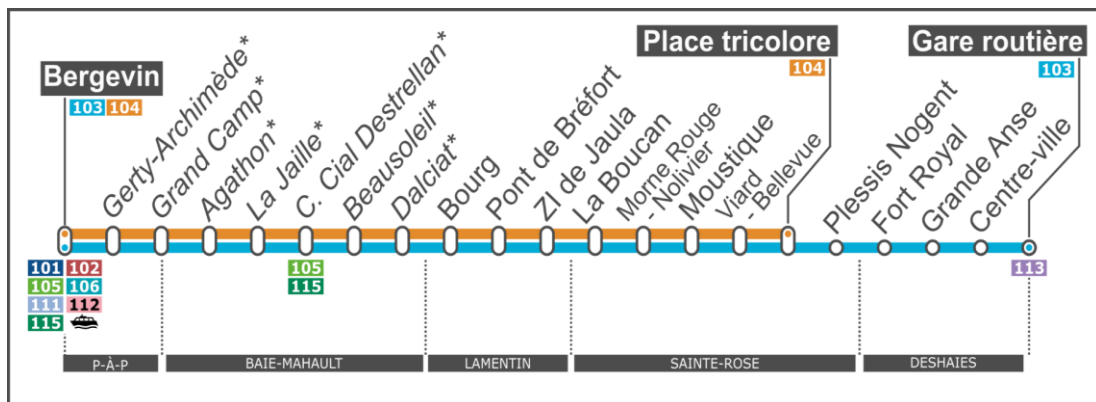 Bergevin
103 104
Gerty-Archimède*
Grand Camp*
Agathon*
La Jaille*
C. Cial Destrellan*
Beausoleil*
Dalciat*
Bourg
Pont de Bréfort
ZI de Jaula
La Boucan
Morne Rouge
- Nolivier
Moustique
Viard
- Bellevue
Place tricolore
104
Plessis Nogent
Fort Royal
Grande Anse
Centre-ville
Gare routière
103
101 102
105 106
111 112
115
105
115
113
P-À-P
BAIE-MAHAULT
LAMENTIN
SAINTE-ROSE
DESHAIES